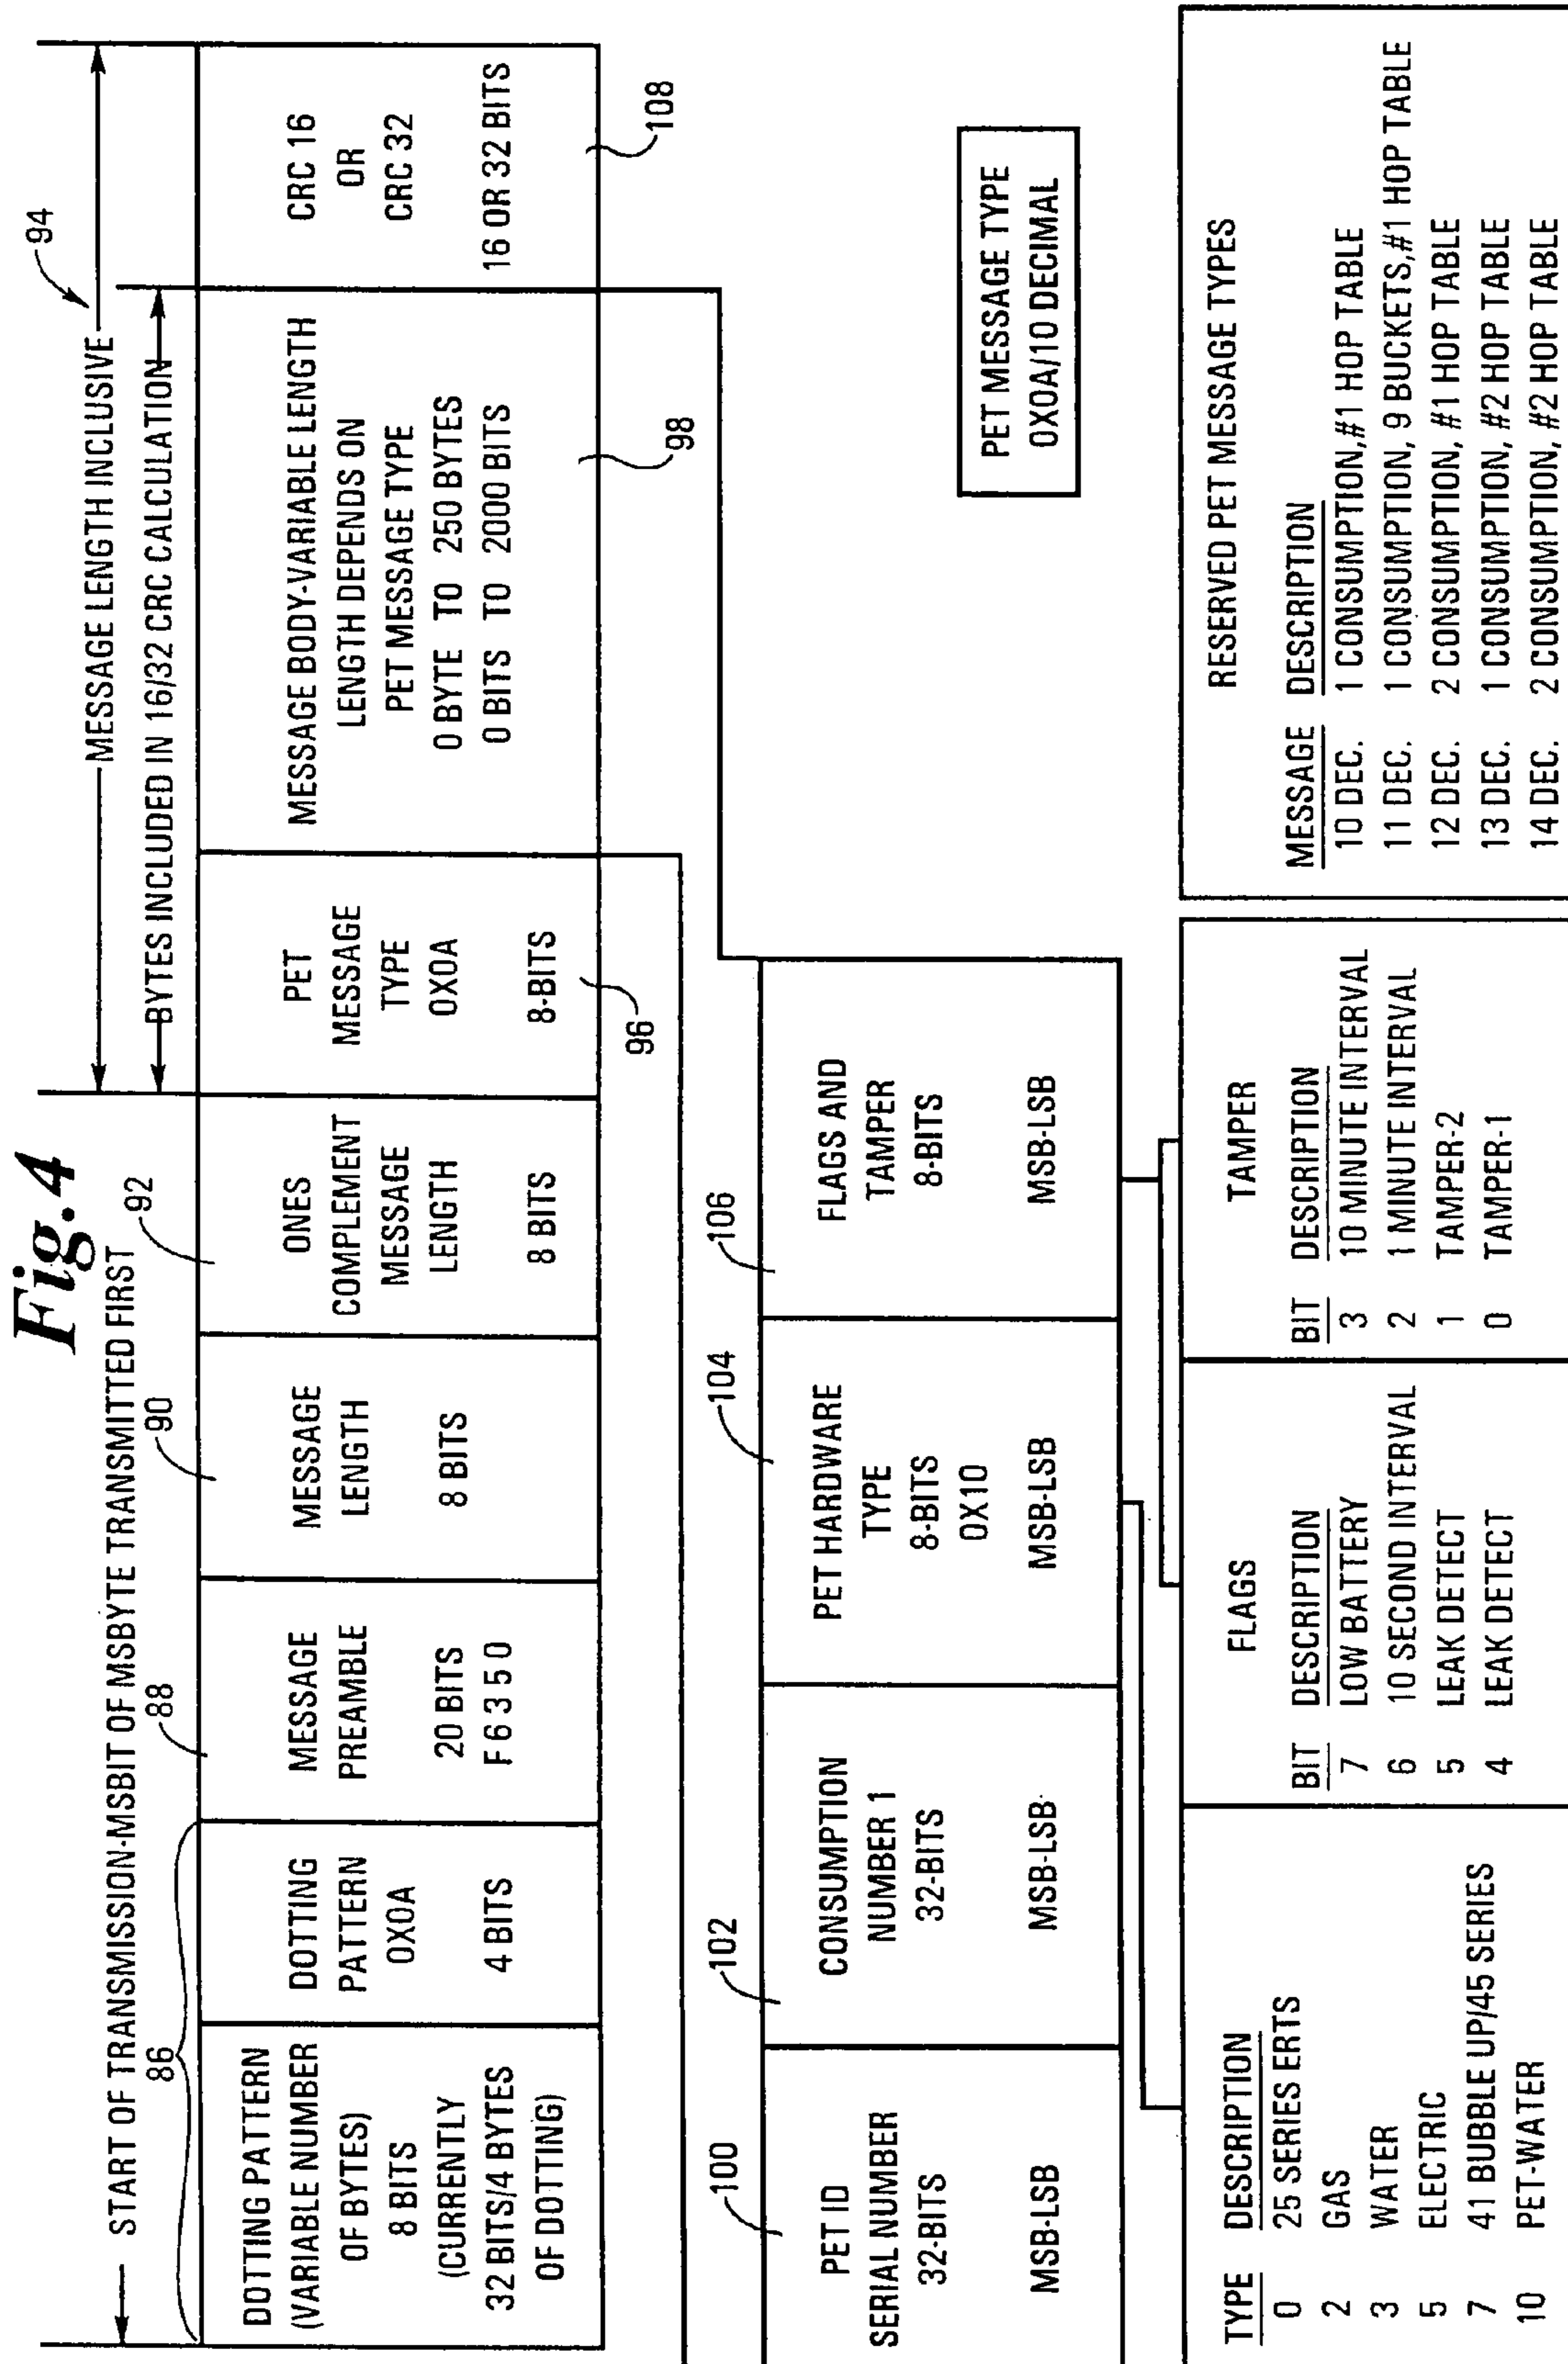 Fig.4
START OF TRANSMISSION-MSBIT OF MSBYTE TRANSMITTED FIRST
MESSAGE LENGTH INCLUSIVE
94
BYTES INCLUDED IN 16/32 CRC CALCULATION
86
88
90
92
DOTTING PATTERN
(VARIABLE NUMBER
OF BYTES)
8 BITS
(CURRENTLY
32 BITS/4 BYTES
OF DOTTING)
DOTTING
PATTERN
0X0A
4 BITS
MESSAGE
PREAMBLE
20 BITS
F6350
MESSAGE
LENGTH
8 BITS
ONES
COMPLEMENT
MESSAGE
LENGTH
8 BITS
PET
MESSAGE
TYPE
0X0A
8-BITS
96
MESSAGE BODY-VARIABLE LENGTH
LENGTH DEPENDS ON
PET MESSAGE TYPE
0 BYTE TO 250 BYTES
0 BITS TO 2000 BITS
98
CRC 16
OR
CRC 32
16 OR 32 BITS
108
100
PET ID
SERIAL NUMBER
32-BITS
MSB-LSB
102
CONSUMPTION
NUMBER 1
32-BITS
MSB-LSB
104
PET HARDWARE
TYPE
8-BITS
0X10
MSB-LSB
106
FLAGS AND
TAMPER
8-BITS
MSB-LSB
PET MESSAGE TYPE
0X0A/10 DECIMAL
TYPE DESCRIPTION
0 25 SERIES ERTS
2 GAS
3 WATER
5 ELECTRIC
7 41 BUBBLE UP/45 SERIES
10 PET-WATER
FLAGS
BIT DESCRIPTION
7 LOW BATTERY
6 10 SECOND INTERVAL
5 LEAK DETECT
4 LEAK DETECT
TAMPER
BIT DESCRIPTION
3 10 MINUTE INTERVAL
2 1 MINUTE INTERVAL
1 TAMPER-2
0 TAMPER-1
RESERVED PET MESSAGE TYPES
MESSAGE DESCRIPTION
10 DEC. 1 CONSUMPTION,#1 HOP TABLE
11 DEC. 1 CONSUMPTION, 9 BUCKETS,#1 HOP TABLE
12 DEC. 2 CONSUMPTION, #1 HOP TABLE
13 DEC. 1 CONSUMPTION, #2 HOP TABLE
14 DEC. 2 CONSUMPTION, #2 HOP TABLE